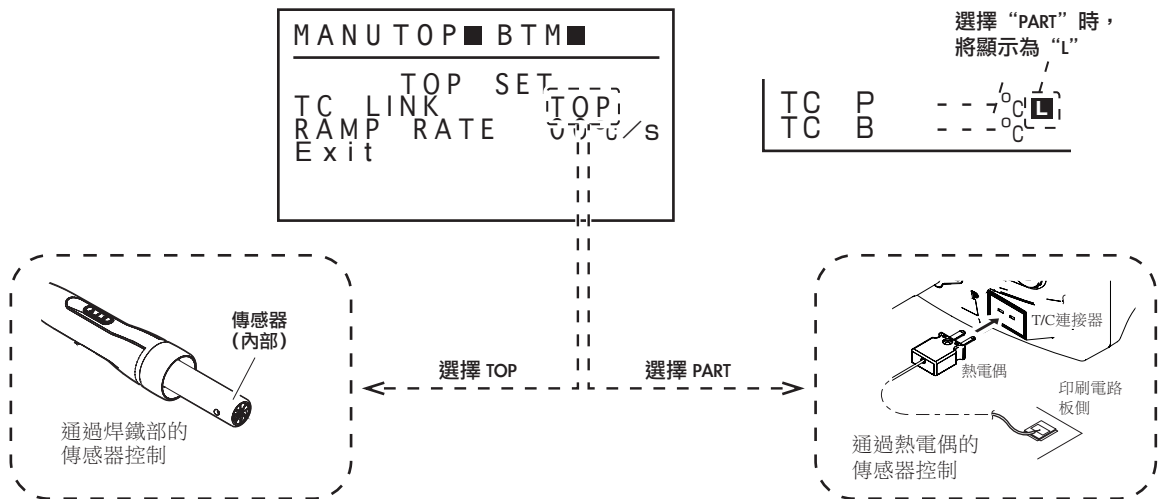 MANU TOP■ BTM■
TOP SET
TC LINK TOP
RAMP RATE
Exit
選擇 “PART” 時，
將顯示為 “L”
TC P - - -°C L
TC B - - -°C
傳感器
(內部)
通過焊鐵部的
傳感器控制
選擇 TOP
選擇 PART
T/C連接器
熱電偶
印刷電路
板側
通過熱電偶的
傳感器控制